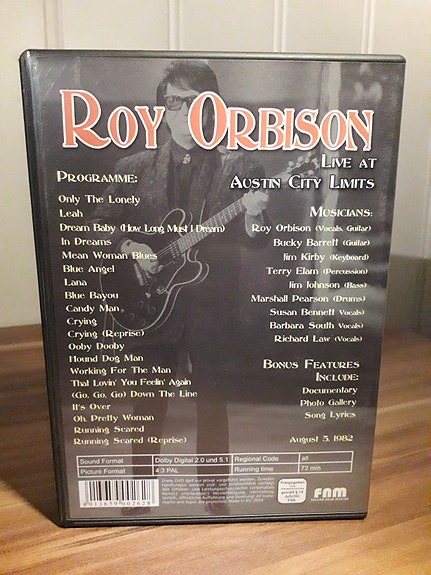 ROY ORBISON
LIVE AT
AUSTIN CITY LIMITS
PROGRAMME:
Only The Lonely
Leah
Dream Baby (How Long Must I Dream)
In Dreams
Mean Woman Blues
Blue Angel
Lana
Blue Bayou
Candy Man
Crying
Crying (Reprise)
Ooby Dooby
Hound Dog Man
Working For The Man
That Lovin' You Feelin' Again
(Go, Go, Go) Down The Line
It's Over
Oh, Pretty Woman
Running Scared
Running Scared (Reprise)
MUSICIANS:
Roy Orbison (Vocals, Guitar)
Bucky Barrett (Guitar)
Jim Kirby (Keyboard)
Terry Elam (Percussion)
Jim Johnson (Bass)
Marshall Pearson (Drums)
Susan Bennett Vocals)
Barbara South Vocals)
Richard Law (Vocals)
BONUS FEATURES
INCLUDE:
Documentary
Photo Gallery
Song Lyrics
August 5, 1982
Sound Format Dolby Digital 2.0 und 5.1 Regional Code all
Picture Format 4:3 PAL Running time 72 min
4013659002628
FNM